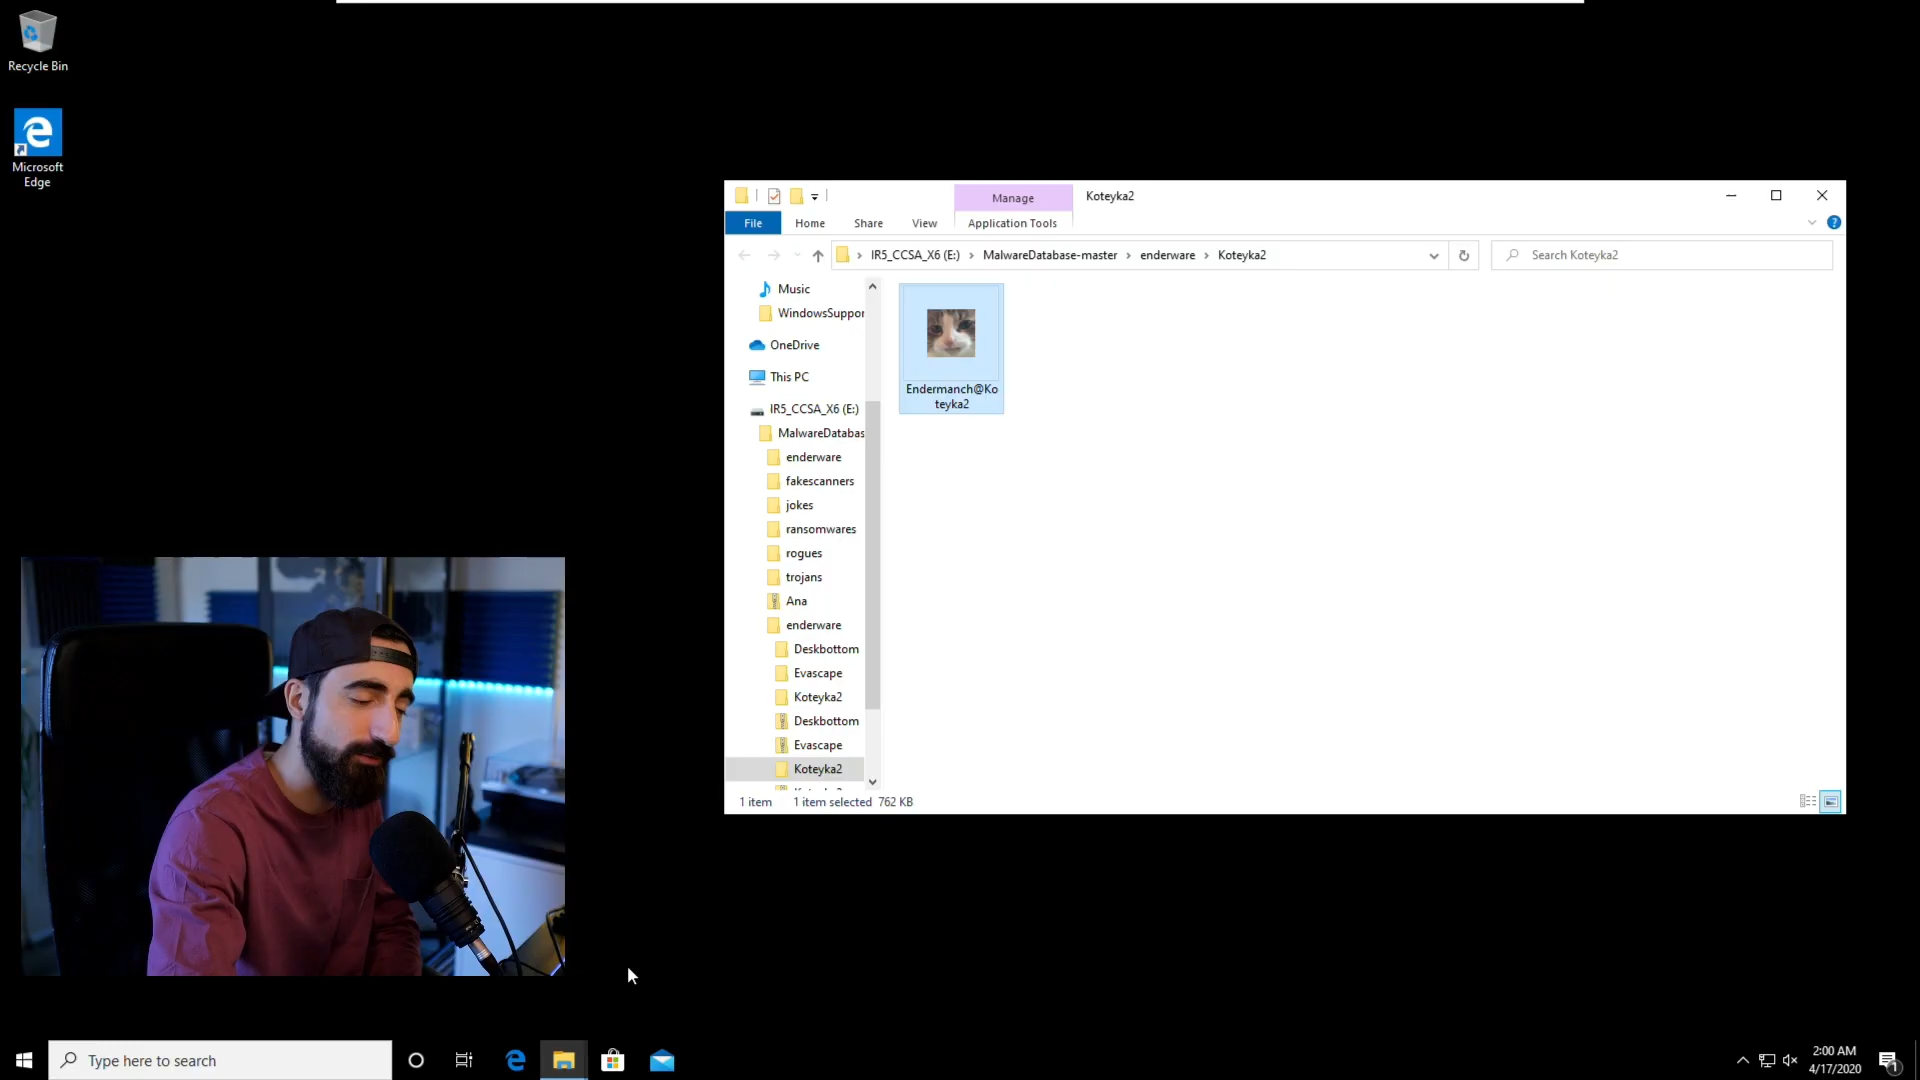 Recycle Bin
Microsoft
Edge
Manage
Koteyka2
File
Home
Share
View
Application Tools
IR5_CCSA_X6 (E:) › MalwareDatabase-master › enderware › Koteyka2
Search Koteyka2
Music
WindowsSuppor
OneDrive
This PC
IR5_CCSA_X6 (E:)
MalwareDatabas
enderware
fakescanners
jokes
ransomwares
rogues
trojans
Ana
enderware
Deskbottom
Evascape
Koteyka2
Deskbottom
Evascape
Koteyka2
Endermanch@Ko
teyka2
1 item
1 item selected 762 KB
Type here to search
2:00 AM
4/17/2020
1